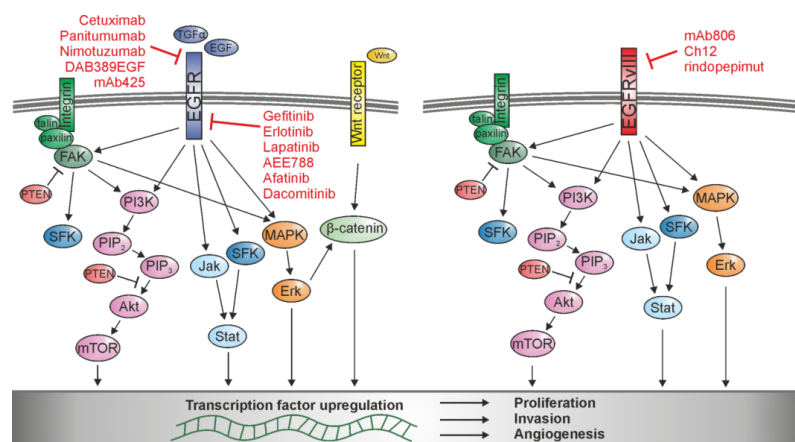 Cetuximab
Panitumumab
Nimotuzumab
DAB389EGF
mAb425
TGFα
EGF
EGFR
Integrin
talin
paxilin
FAK
PTEN
SFK
PI3K
PIP2
PIP3
PTEN
Akt
mTOR
Gefitinib
Erlotinib
Lapatinib
AEE788
Afatinib
Dacomitinib
Jak
SFK
Stat
MAPK
Erk
Wnt
Wnt receptor
β-catenin
mAb806
Ch12
rindopepimut
EGFRvIII
Integrin
talin
paxilin
FAK
PTEN
SFK
PI3K
PIP2
PIP3
PTEN
Akt
mTOR
Jak
SFK
Stat
MAPK
Erk
Transcription factor upregulation
Proliferation
Invasion
Angiogenesis